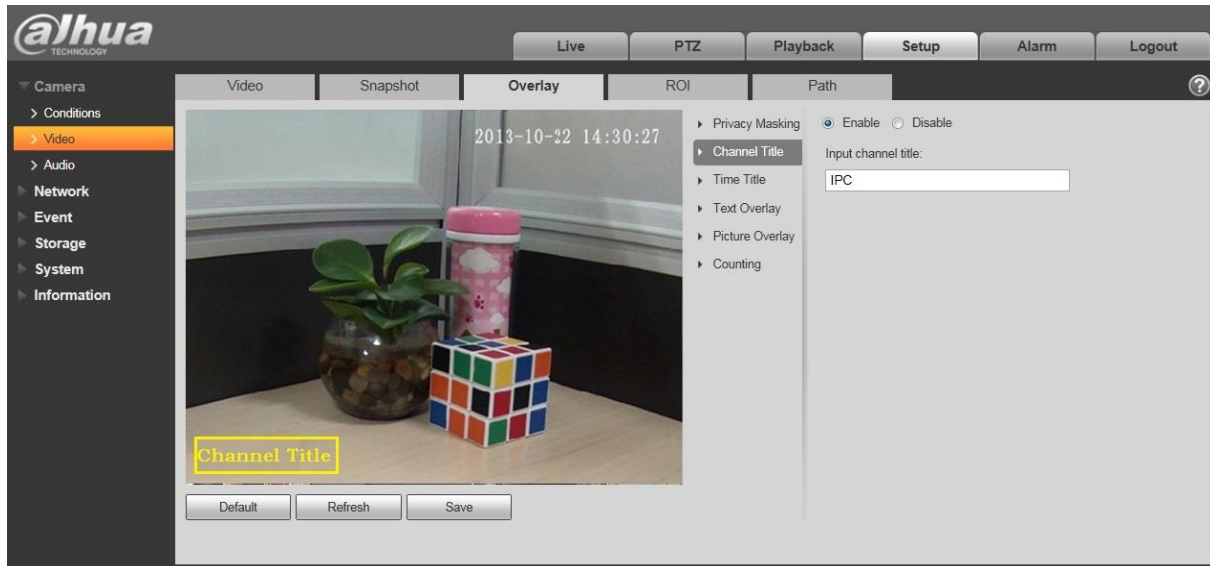 alhua
TECHNOLOGY
Live
PTZ
Playback
Setup
Alarm
Logout
Camera
Conditions
Video
Audio
Network
Event
Storage
System
Information
Video
Snapshot
Overlay
ROI
Path
?
2013-10-22 14:30:27
Channel Title
Default
Refresh
Save
Privacy Masking
Channel Title
Time Title
Text Overlay
Picture Overlay
Counting
Enable
Disable
Input channel title:
IPC